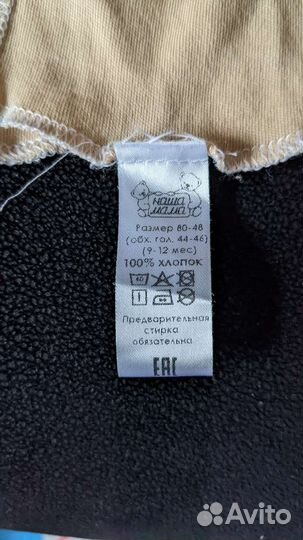 НАША
МАМА
Размер 80-48
(обх. гол. 44-46)
(9-12 мес)
100% ХЛОПОК
40
Предварительная
стирка
обязательна
EAC
Avito